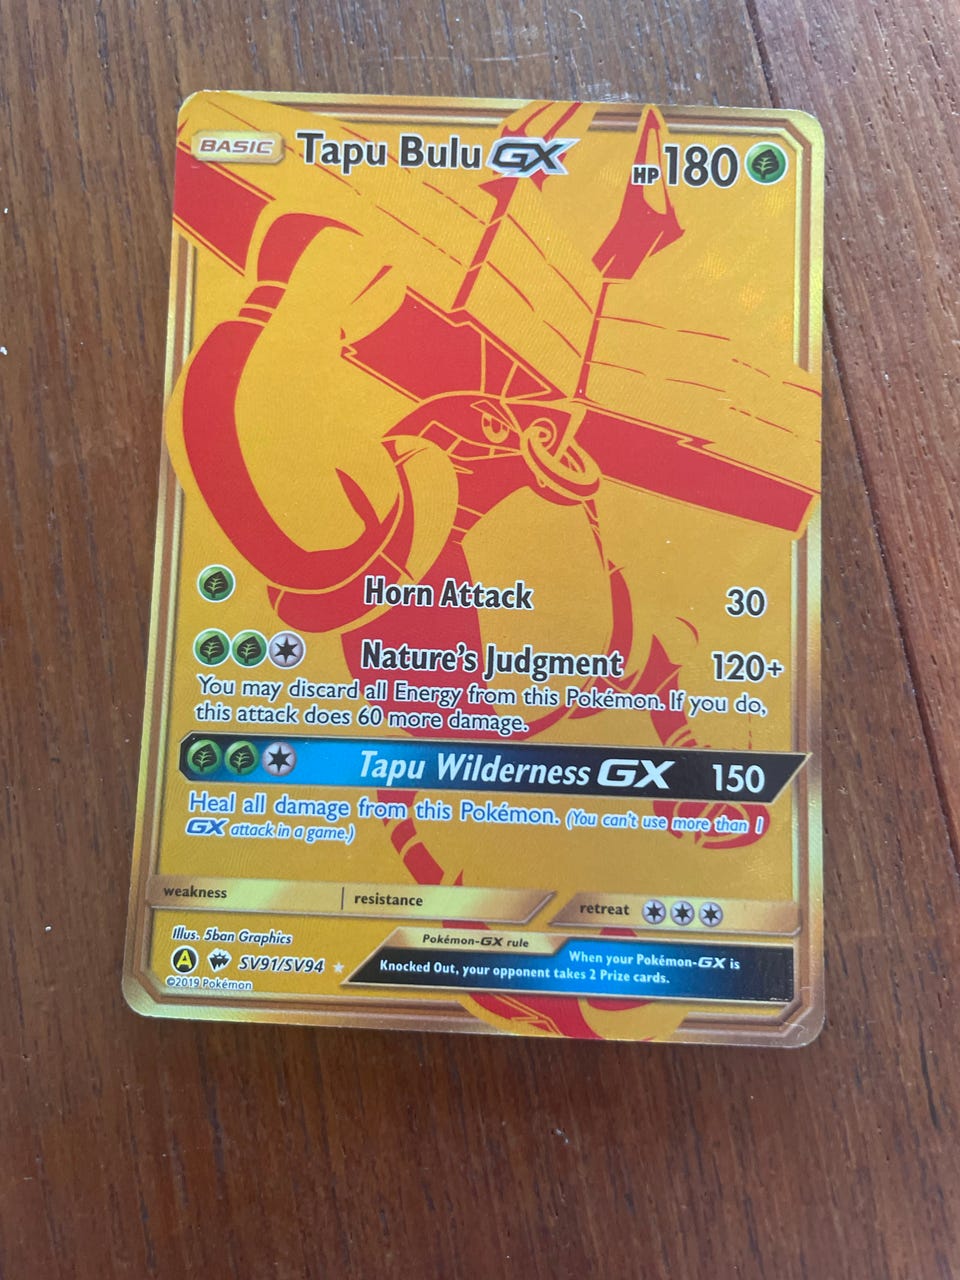 BASIC Tapu Bulu GX HP 180
Horn Attack 30
Nature's Judgment 120+
You may discard all Energy from this Pokémon. If you do,
this attack does 60 more damage.
Tapu Wilderness GX 150
Heal all damage from this Pokémon. (You can't use more than 1
GX attack in a game.)
weakness resistance retreat
Illus. 5ban Graphics
A SV91/SV94
©2019 Pokémon
Pokémon-GX rule
When your Pokémon-GX is
Knocked Out, your opponent takes 2 Prize cards.